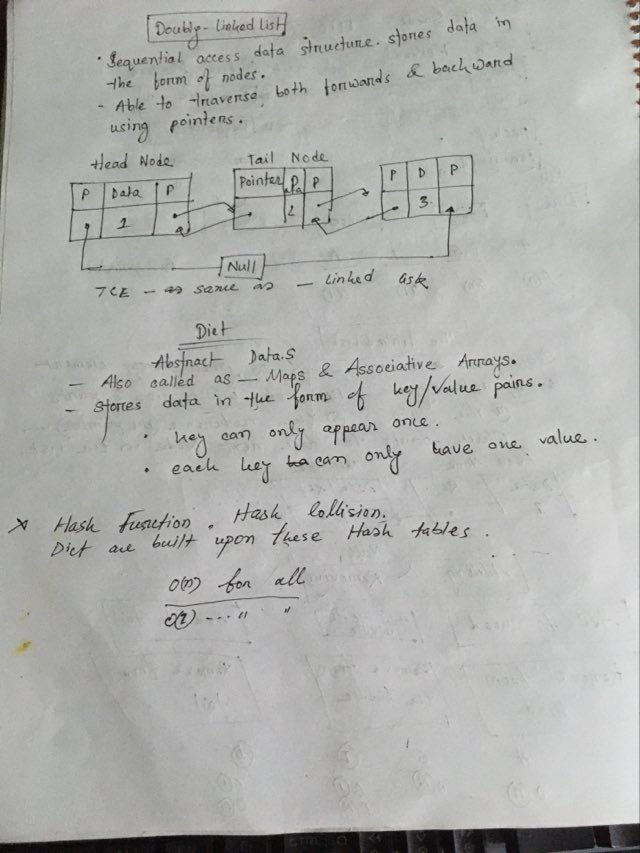 Doubly-Linked List
• Sequential access data structure. stores data in
the form of nodes.
- Able to traverse both forwards & backward
using pointers.
Head Node Tail Node
P Data P Pointer Data P P D P
1 2 3
Null
TCE - as same as - Linked List
Dict
Abstract Data.S
- Also called as - Maps & Associative Arrays.
- stores data in the form of key/value pairs.
• key can only appear once.
• each key can only have one value.
Hash Function. Hash Collision.
Dict are built upon these Hash tables.
O(n) for all
O(1) --- " "